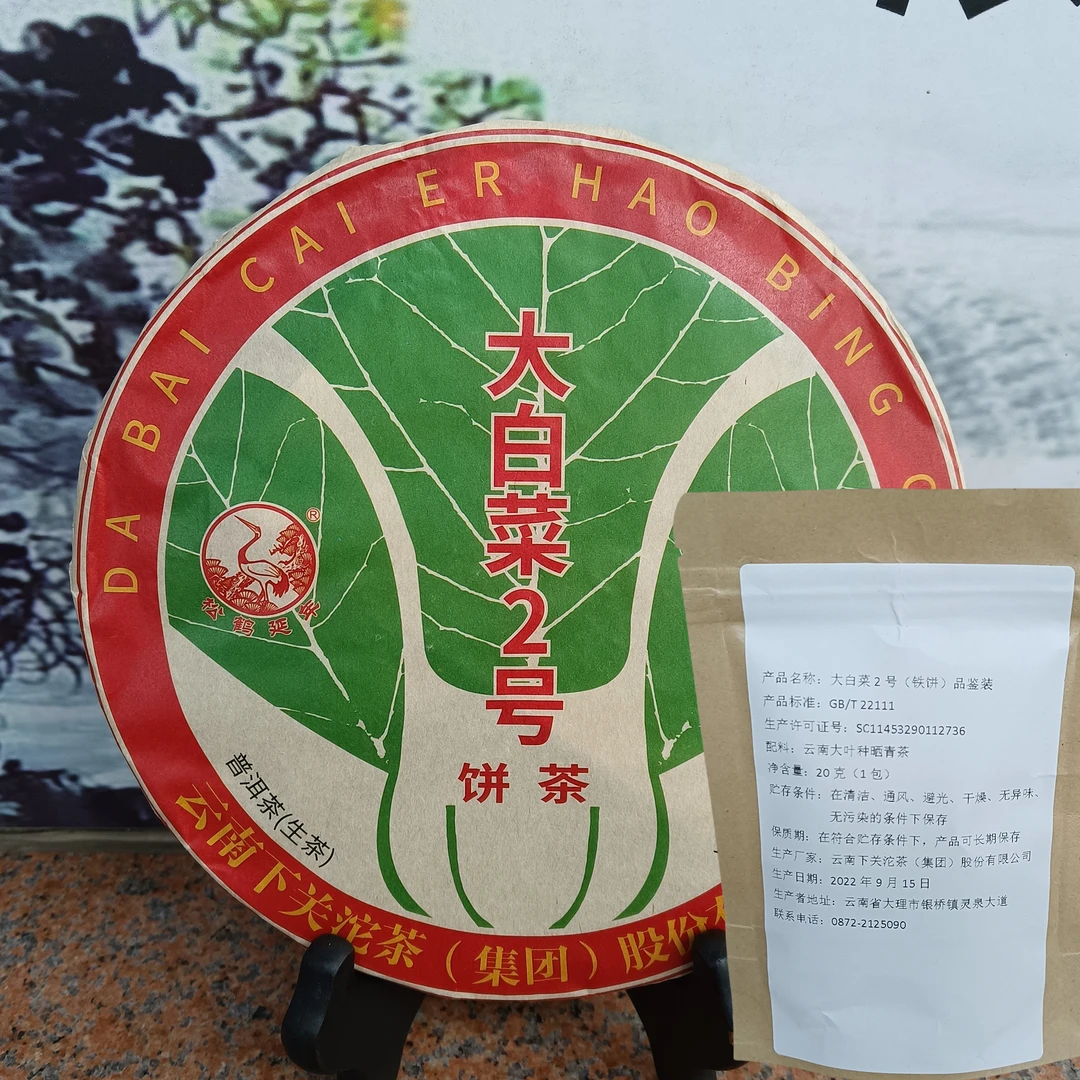 DA BAI CAI ER HAO BING
大白菜2号
饼茶
®
松鹤延年
普洱茶(生茶)
云南下关沱茶（集团）股份
产品名称：大白菜2号（铁饼）品鉴装
产品标准：GB/T 22111
生产许可证号：SC11453290112736
配料：云南大叶种晒青茶
净含量：20克（1包）
贮存条件：在清洁、通风、避光、干燥、无异味、
无污染的条件下保存
保质期：在符合贮存条件下，产品可长期保存
生产厂家：云南下关沱茶（集团）股份有限公司
生产日期：2022年9月15日
生产者地址：云南省大理市银桥镇灵泉大道
联系电话：0872-2125090